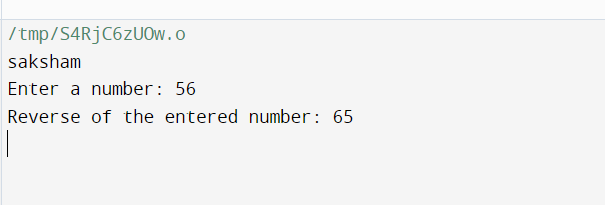 /tmp/S4RjC6zUOw.o
saksham
Enter a number: 56
Reverse of the entered number: 65